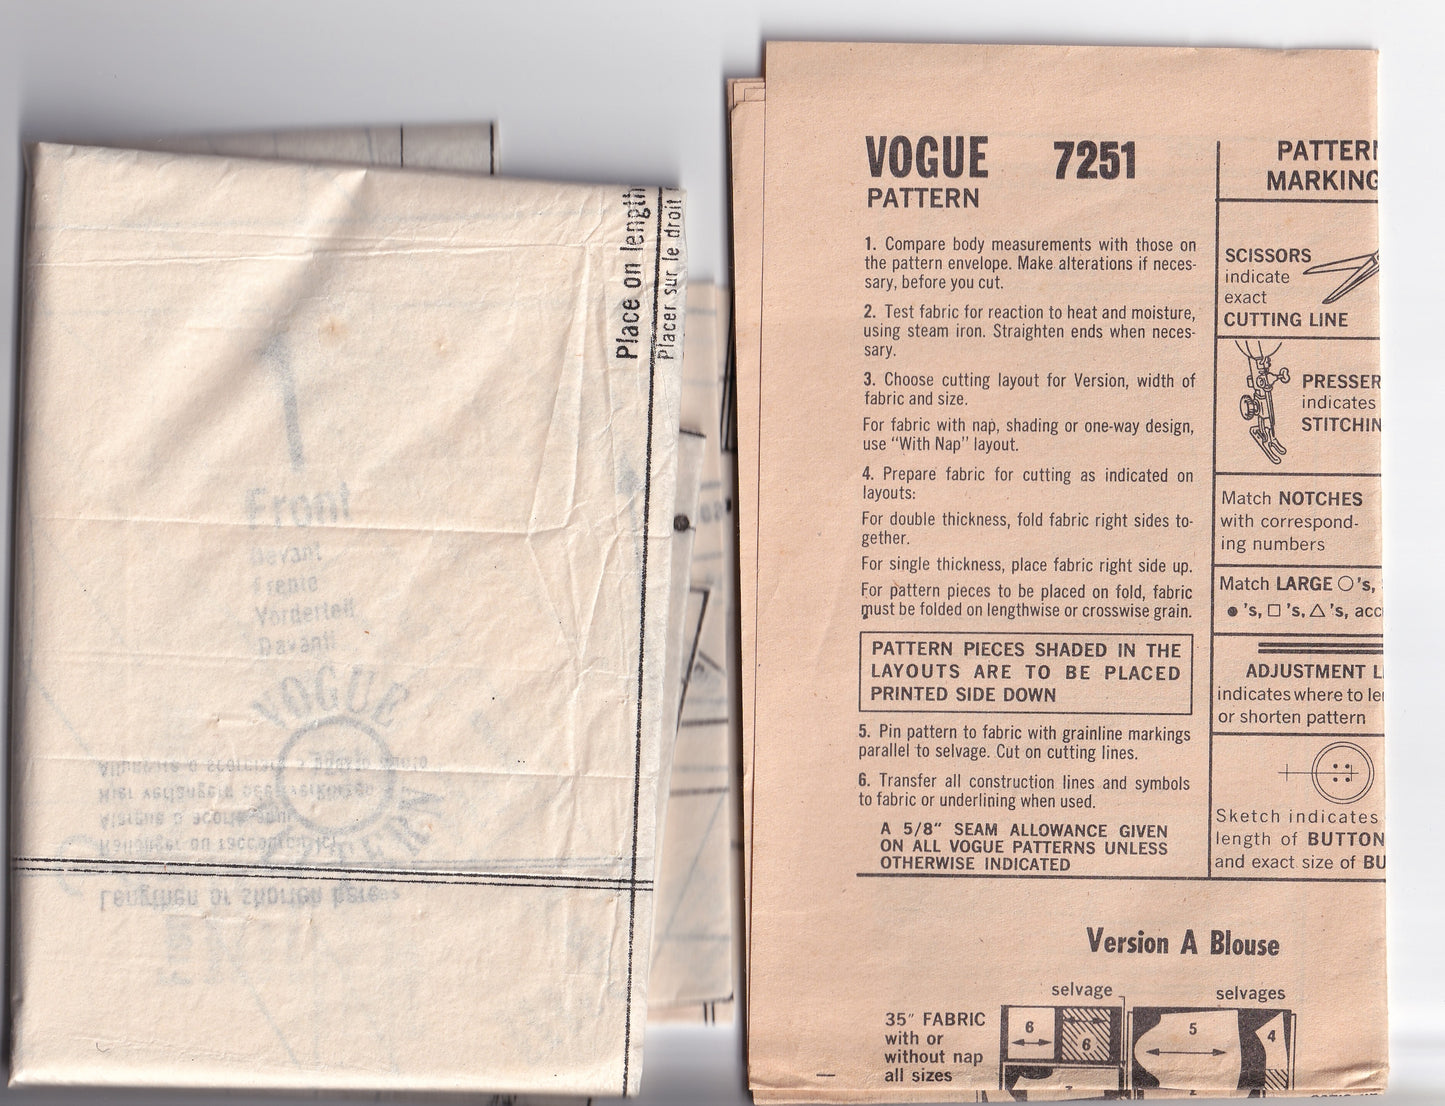 Place on length
Placer sur le droit
Front
Devant
Frente
Vorderteil
Davanti
VOGUE
Lengthen or shorten here
VOGUE 7251
PATTERN
1. Compare body measurements with those on
the pattern envelope. Make alterations if neces-
sary, before you cut.
2. Test fabric for reaction to heat and moisture,
using steam iron. Straighten ends when neces-
sary.
3. Choose cutting layout for Version, width of
fabric and size.
For fabric with nap, shading or one-way design,
use "With Nap" layout.
4. Prepare fabric for cutting as indicated on
layouts:
For double thickness, fold fabric right sides to-
gether.
For single thickness, place fabric right side up.
For pattern pieces to be placed on fold, fabric
must be folded on lengthwise or crosswise grain.
PATTERN PIECES SHADED IN THE
LAYOUTS ARE TO BE PLACED
PRINTED SIDE DOWN
5. Pin pattern to fabric with grainline markings
parallel to selvage. Cut on cutting lines.
6. Transfer all construction lines and symbols
to fabric or underlining when used.
A 5/8" SEAM ALLOWANCE GIVEN
ON ALL VOGUE PATTERNS UNLESS
OTHERWISE INDICATED
PATTERN
MARKING
SCISSORS
indicate
exact
CUTTING LINE
PRESSER
indicates
STITCHIN
Match NOTCHES
with correspond-
ing numbers
Match LARGE ○'s,
●'s, □'s, △'s, acc
ADJUSTMENT L
indicates where to le
or shorten pattern
Sketch indicates
length of BUTTON
and exact size of BU
Version A Blouse
selvage
selvages
35" FABRIC
with or
without nap
all sizes
6
6
5
4